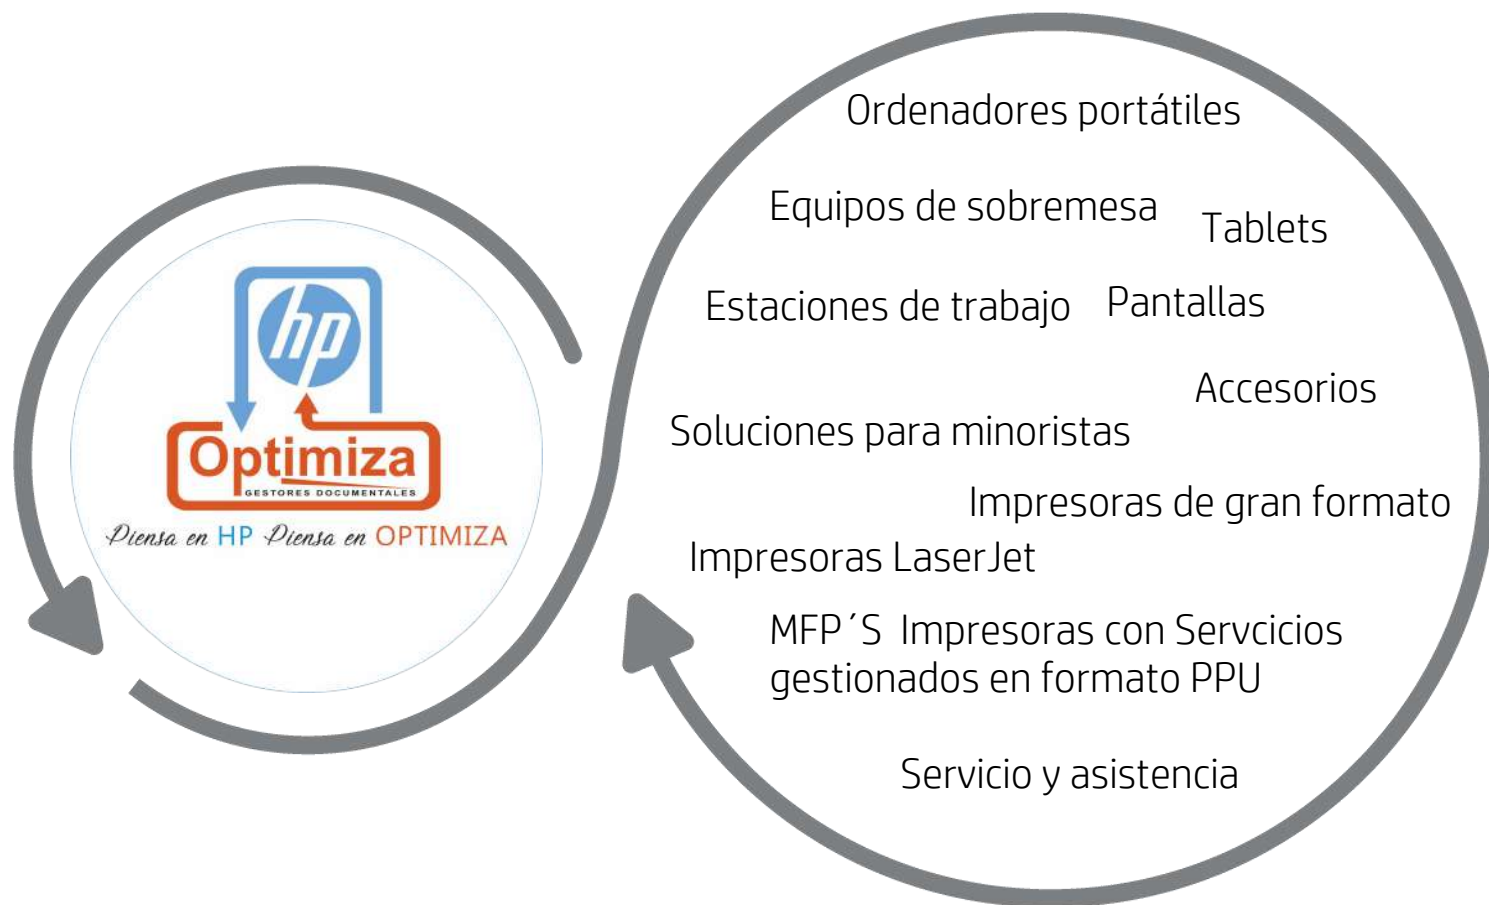 hp
Optimiza
GESTORES DOCUMENTALES
Piensa en HP Piensa en OPTIMIZA
Ordenadores portátiles
Equipos de sobremesa
Tablets
Estaciones de trabajo
Pantallas
Accesorios
Soluciones para minoristas
Impresoras de gran formato
Impresoras LaserJet
MFP´S Impresoras con Servcicios
gestionados en formato PPU
Servicio y asistencia